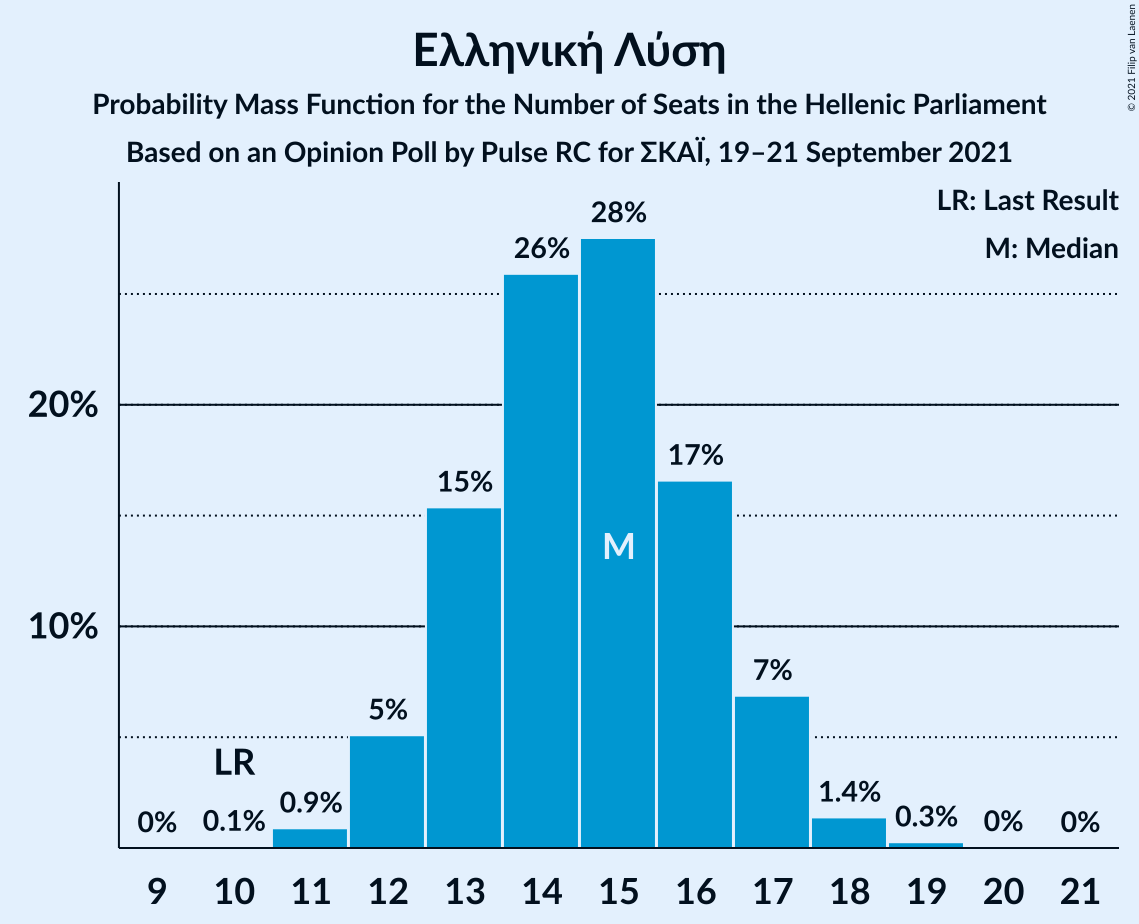 Ελληνική Λύση
Probability Mass Function for the Number of Seats in the Hellenic Parliament
Based on an Opinion Poll by Pulse RC for ΣΚΑΪ, 19–21 September 2021
© 2021 Filip van Laenen
LR: Last Result
M: Median
20%
10%
0%
0.1%
0.9%
5%
15%
26%
28%
17%
7%
1.4%
0.3%
0%
0%
LR
M
9 10 11 12 13 14 15 16 17 18 19 20 21